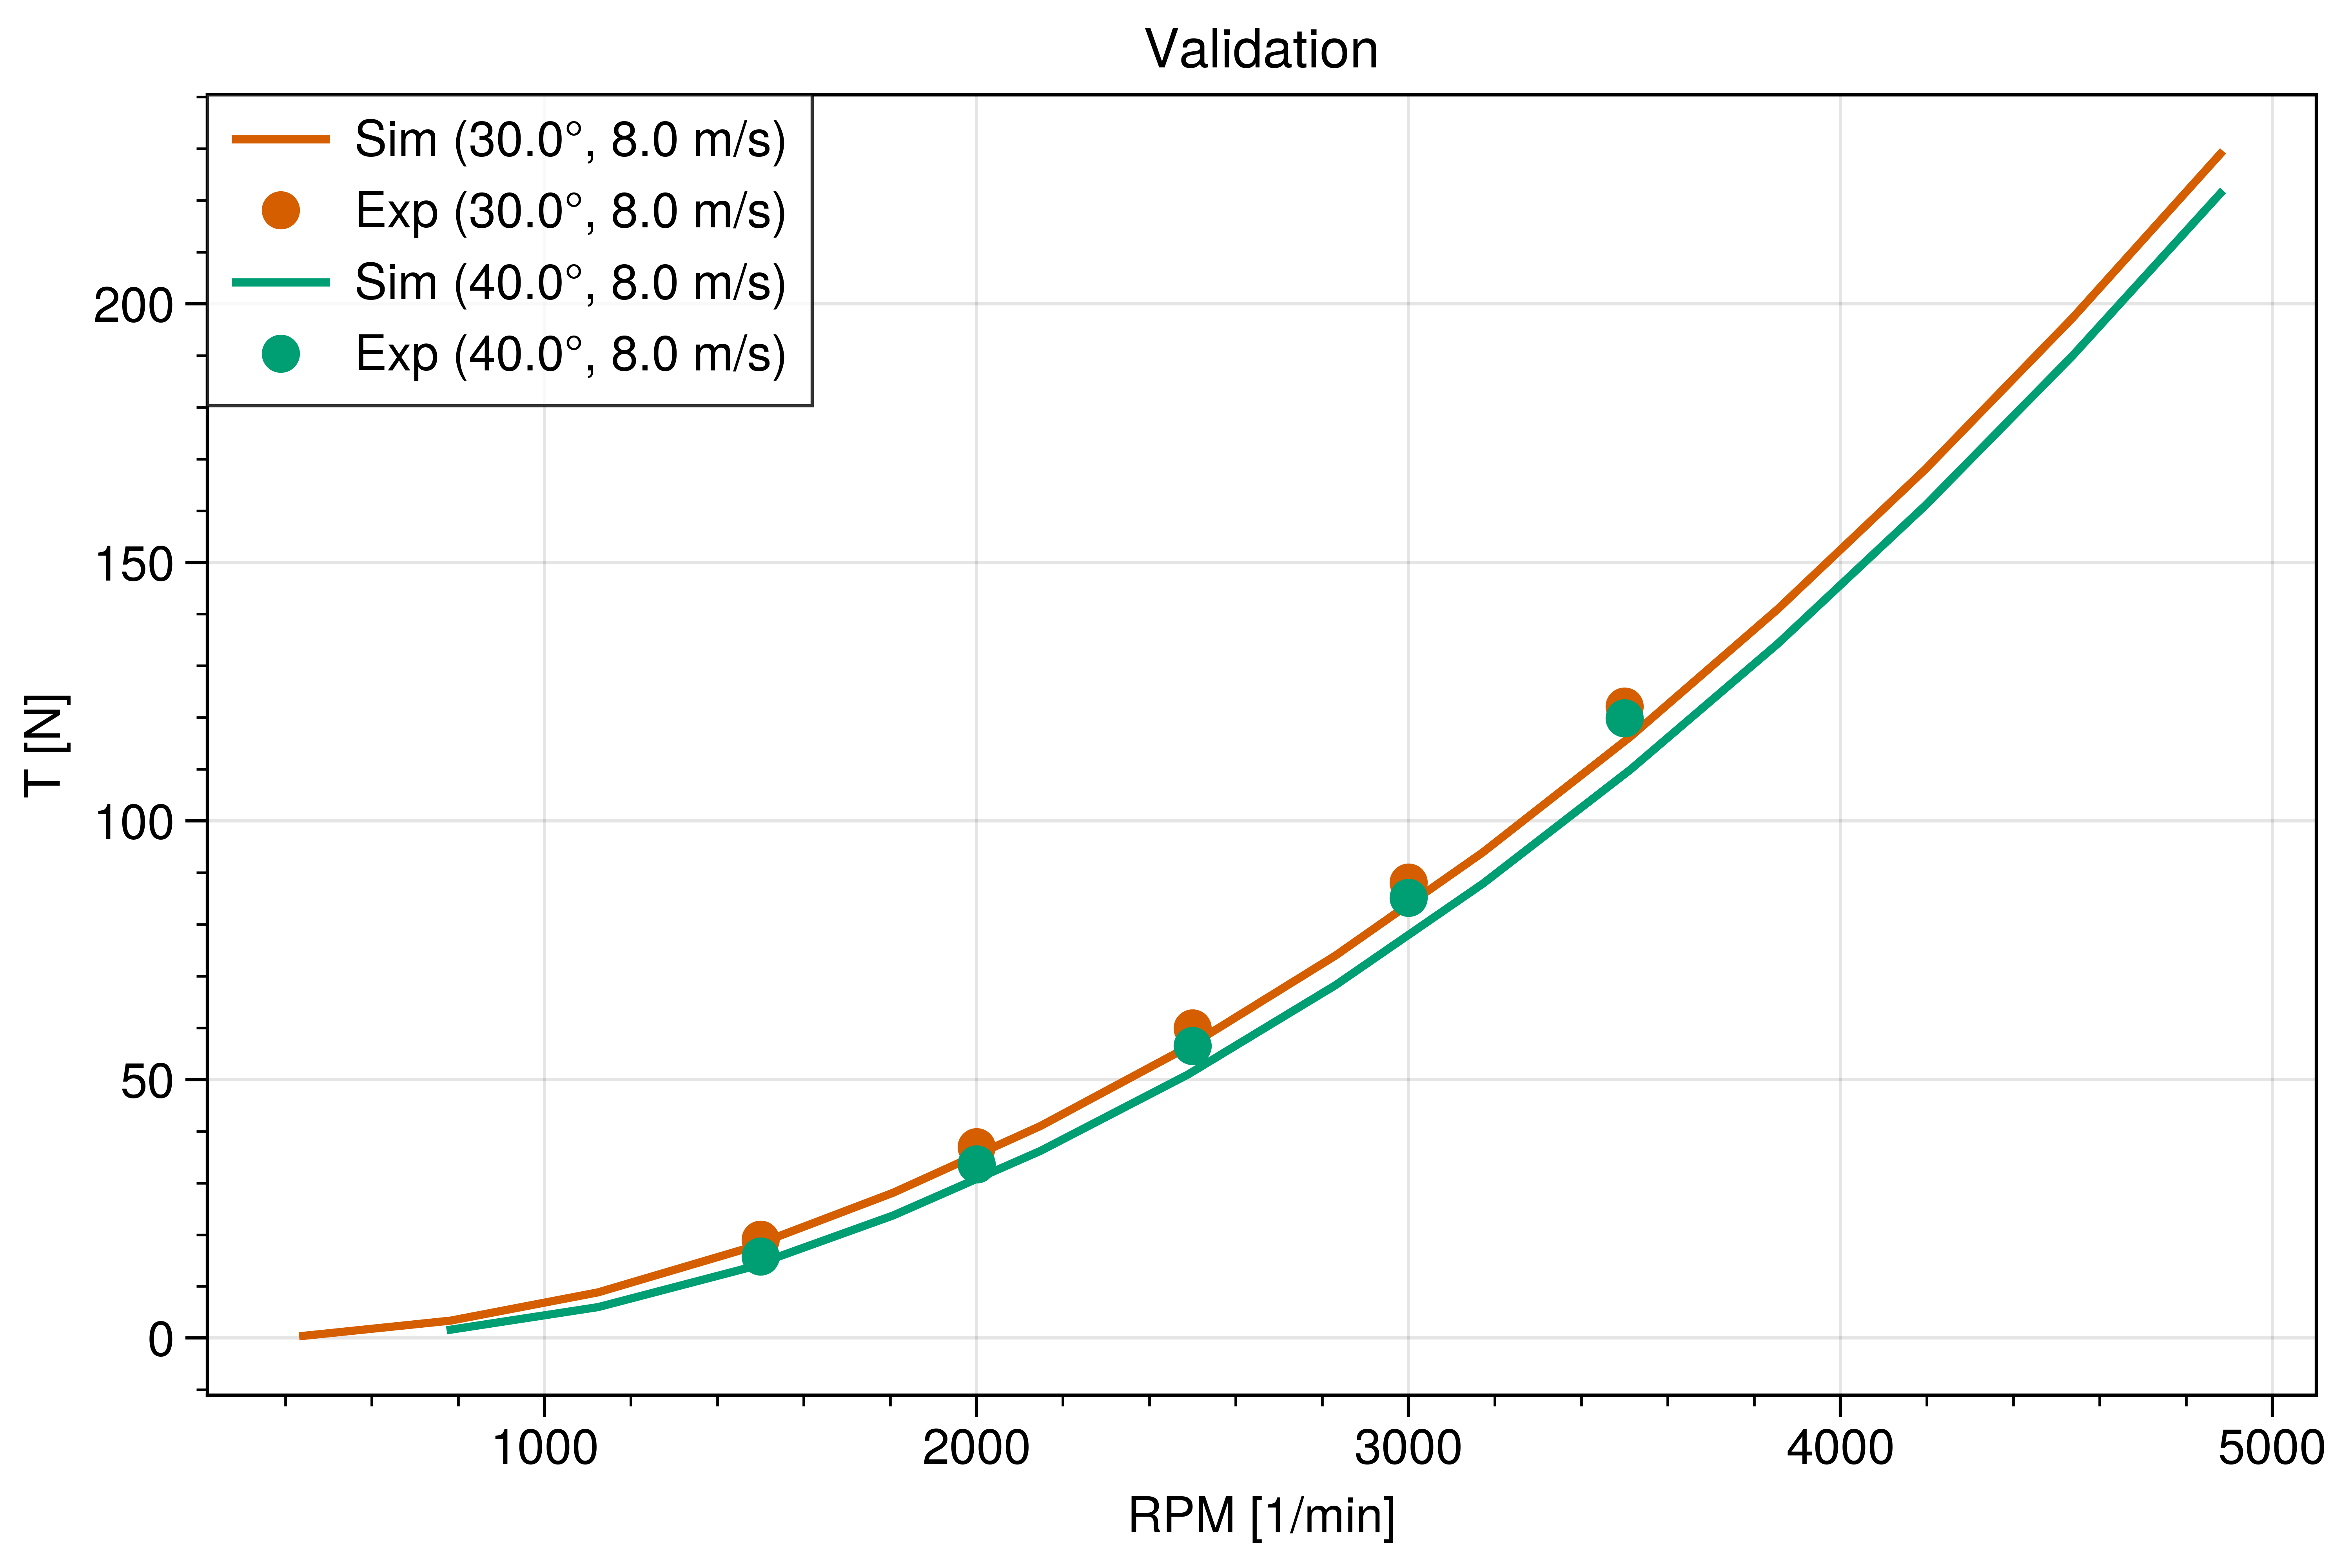 Validation
Sim (30.0°, 8.0 m/s)
Exp (30.0°, 8.0 m/s)
Sim (40.0°, 8.0 m/s)
Exp (40.0°, 8.0 m/s)
200
150
100
50
0
T [N]
1000 2000 3000 4000 5000
RPM [1/min]